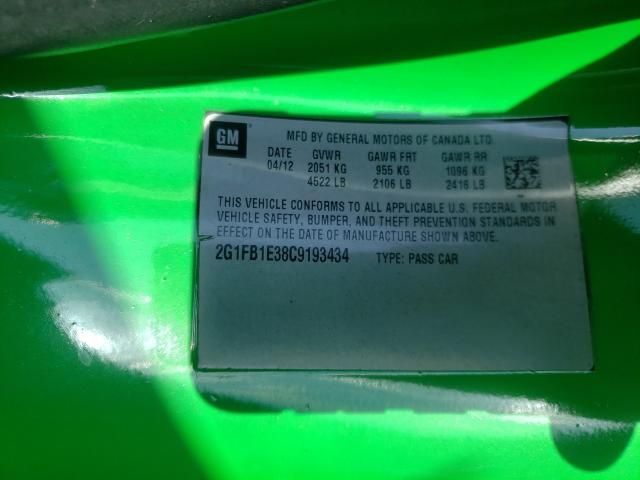 GM
MFD BY GENERAL MOTORS OF CANADA LTD.
DATE GVWR GAWR FRT GAWR RR
04/12 2051 KG 955 KG 1096 KG
4522 LB 2106 LB 2416 LB
THIS VEHICLE CONFORMS TO ALL APPLICABLE U.S. FEDERAL MOTOR
VEHICLE SAFETY, BUMPER, AND THEFT PREVENTION STANDARDS IN
EFFECT ON THE DATE OF MANUFACTURE SHOWN ABOVE.
2G1FB1E38C9193434 TYPE: PASS CAR